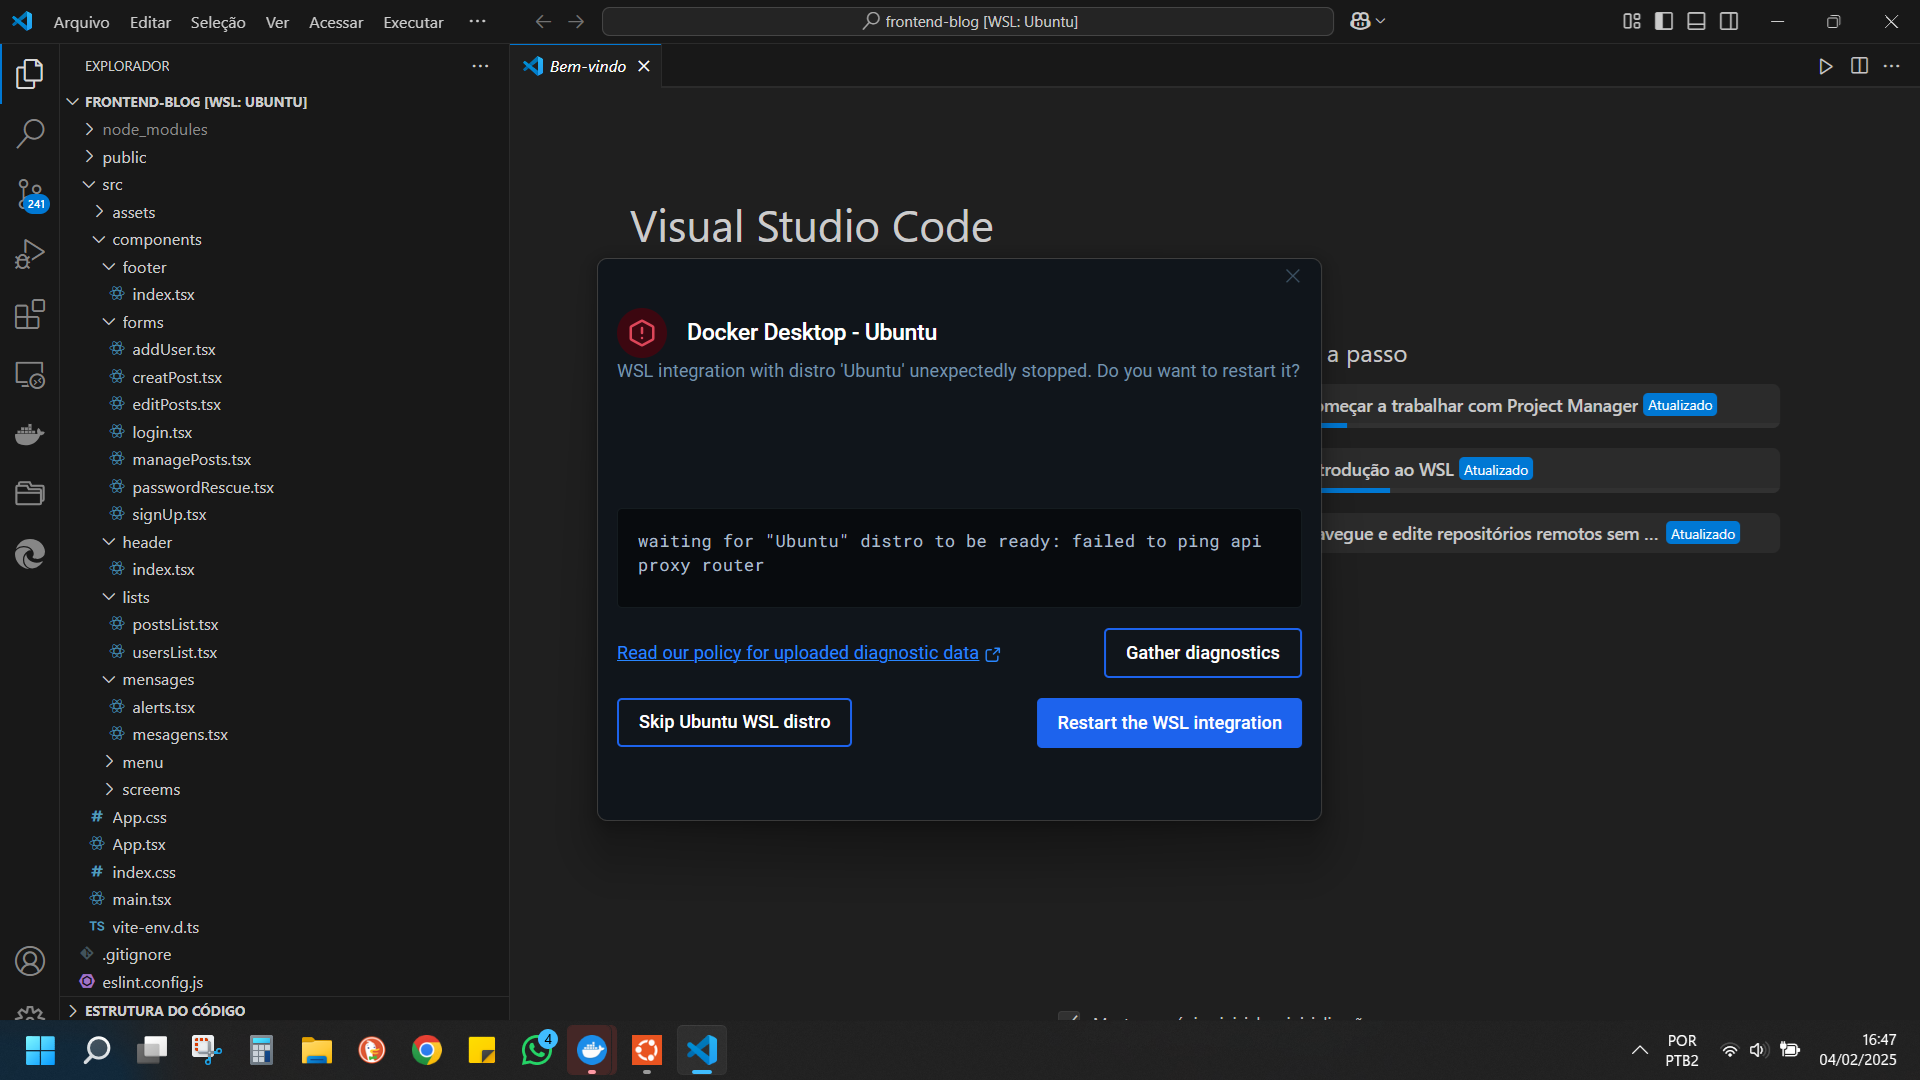 Arquivo Editar Seleção Ver Acessar Executar ···
frontend-blog [WSL: Ubuntu]
EXPLORADOR
Bem-vindo
FRONTEND-BLOG [WSL: UBUNTU]
node_modules
public
src
assets
components
footer
index.tsx
forms
addUser.tsx
creatPost.tsx
editPosts.tsx
login.tsx
managePosts.tsx
passwordRescue.tsx
signUp.tsx
header
index.tsx
lists
postsList.tsx
usersList.tsx
mensages
alerts.tsx
mesagens.tsx
menu
screems
# App.css
App.tsx
# index.css
main.tsx
TS vite-env.d.ts
.gitignore
eslint.config.js
ESTRUTURA DO CÓDIGO
241
Visual Studio Code
a passo
omeçar a trabalhar com Project Manager Atualizado
trodução ao WSL Atualizado
avegue e edite repositórios remotos sem ... Atualizado
Docker Desktop - Ubuntu
WSL integration with distro 'Ubuntu' unexpectedly stopped. Do you want to restart it?
waiting for "Ubuntu" distro to be ready: failed to ping api
proxy router
Read our policy for uploaded diagnostic data
Gather diagnostics
Skip Ubuntu WSL distro
Restart the WSL integration
4
POR
PTB2
16:47
04/02/2025